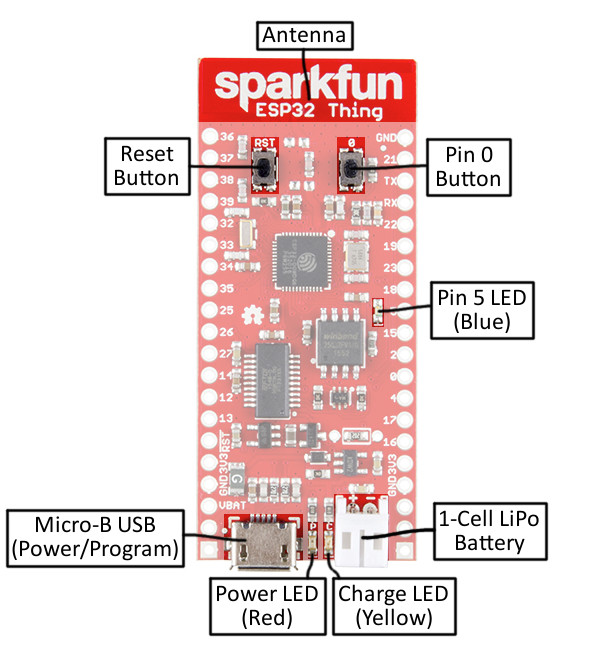 Antenna
sparkfun
ESP32 Thing
36
GND
RST
0
Reset
Button
Pin 0
Button
37
21
38
TX
39
RX
32
22
33
19
34
23
35
18
25
Pin 5 LED
(Blue)
26
15
27
2
14
0
12
4
13
17
RST
16
3V3
3V3
GND
GND
G
VBAT
Micro-B USB
(Power/Program)
1-Cell LiPo
Battery
Power LED
(Red)
Charge LED
(Yellow)